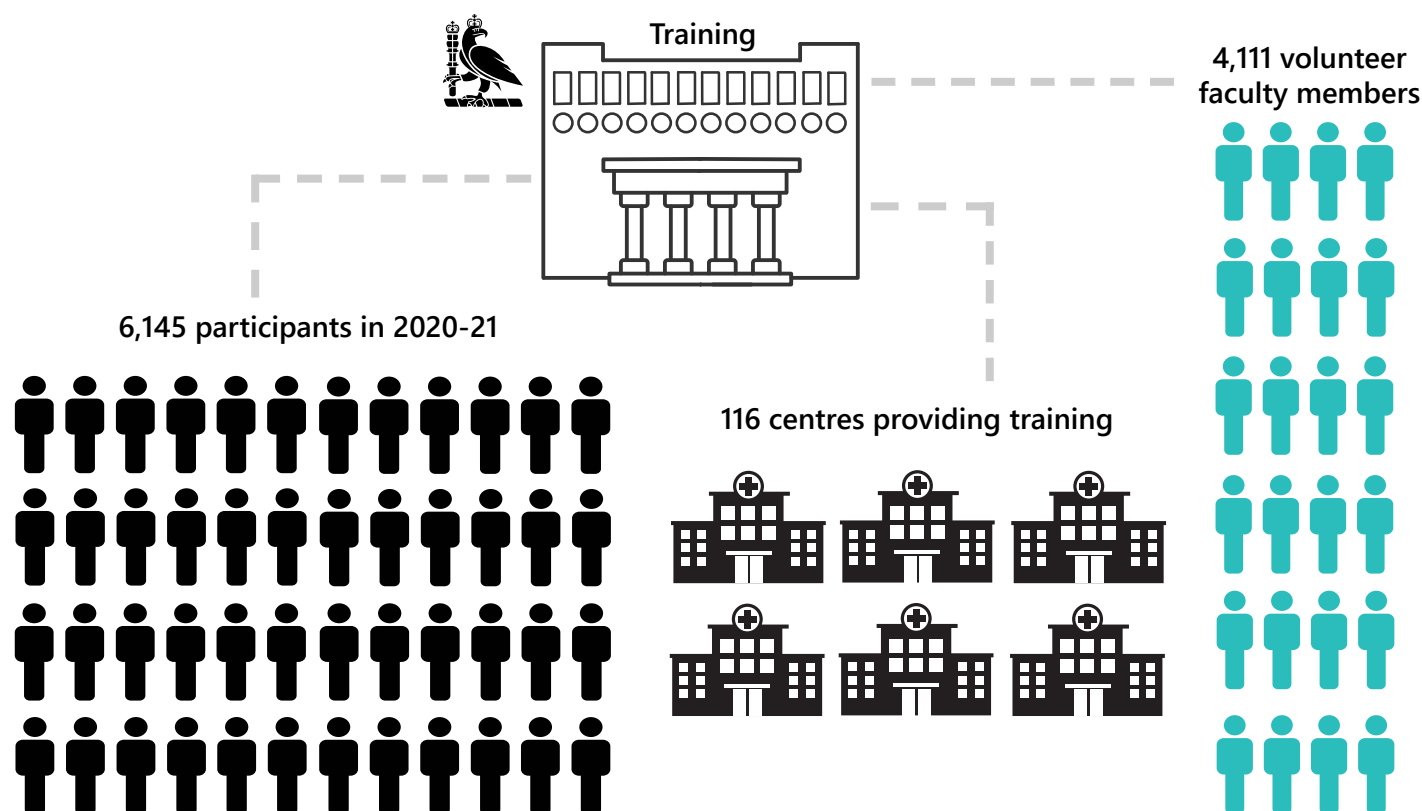 Training
4,111 volunteer
faculty members
6,145 participants in 2020-21
116 centres providing training